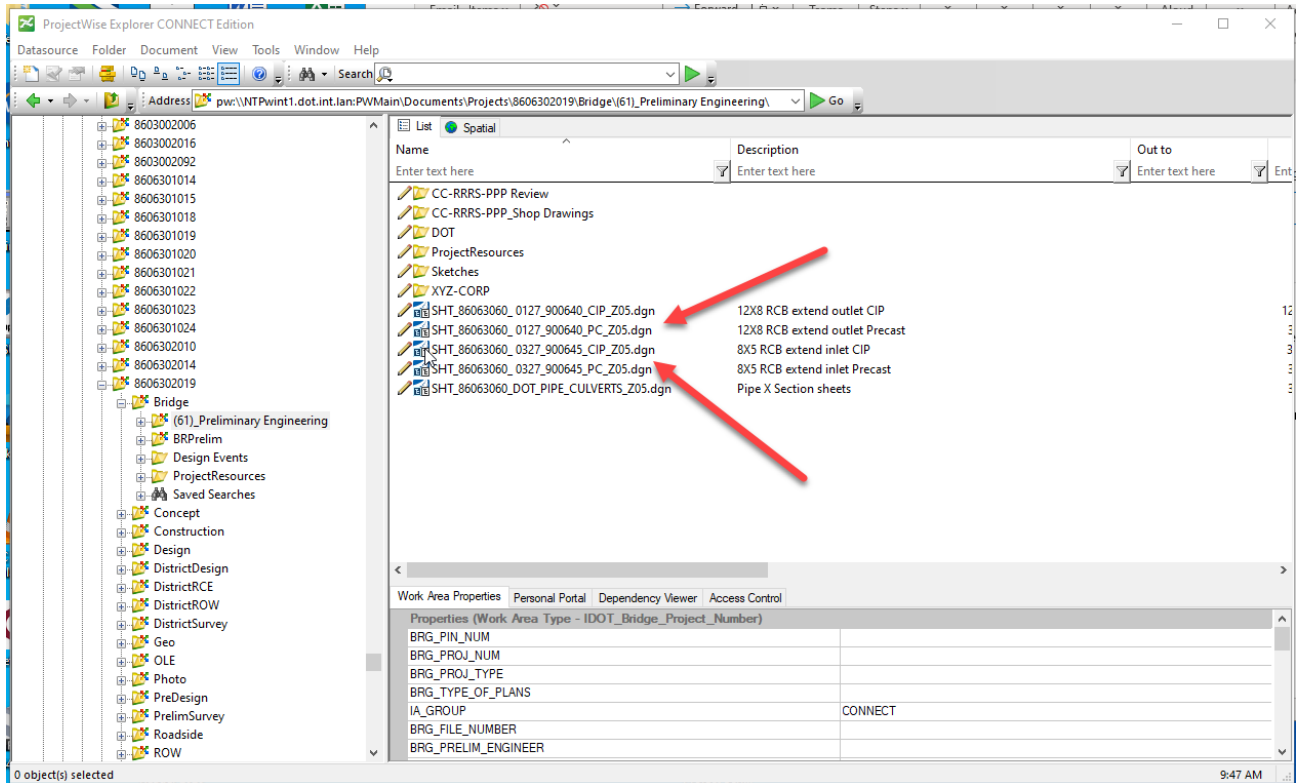 ProjectWise Explorer CONNECT Edition
Datasource Folder Document View Tools Window Help
Search
Address pw:\\NTPwint1.dot.int.lan:PWMain\Documents\Projects\8606302019\Bridge\(61)_Preliminary Engineering\ Go
8603002006
8603002016
8603002092
8606301014
8606301015
8606301018
8606301019
8606301020
8606301021
8606301022
8606301023
8606301024
8606302010
8606302014
8606302019
Bridge
(61)_Preliminary Engineering
BRPrelim
Design Events
ProjectResources
Saved Searches
Concept
Construction
Design
DistrictDesign
DistrictRCE
DistrictROW
DistrictSurvey
Geo
OLE
Photo
PreDesign
PrelimSurvey
Roadside
ROW
List Spatial
Name Description Out to
Enter text here Enter text here Enter text here Ent
CC-RRRS-PPP Review
CC-RRRS-PPP_Shop Drawings
DOT
ProjectResources
Sketches
XYZ-CORP
SHT_86063060_ 0127_900640_CIP_Z05.dgn 12X8 RCB extend outlet CIP 12
SHT_86063060_ 0127_900640_PC_Z05.dgn 12X8 RCB extend outlet Precast 3
SHT_86063060_ 0327_900645_CIP_Z05.dgn 8X5 RCB extend inlet CIP 3
SHT_86063060_ 0327_900645_PC_Z05.dgn 8X5 RCB extend inlet Precast 3
SHT_86063060_DOT_PIPE_CULVERTS_Z05.dgn Pipe X Section sheets
Work Area Properties Personal Portal Dependency Viewer Access Control
Properties (Work Area Type - IDOT_Bridge_Project_Number)
BRG_PIN_NUM
BRG_PROJ_NUM
BRG_PROJ_TYPE
BRG_TYPE_OF_PLANS
IA_GROUP CONNECT
BRG_FILE_NUMBER
BRG_PRELIM_ENGINEER
0 object(s) selected 9:47 AM